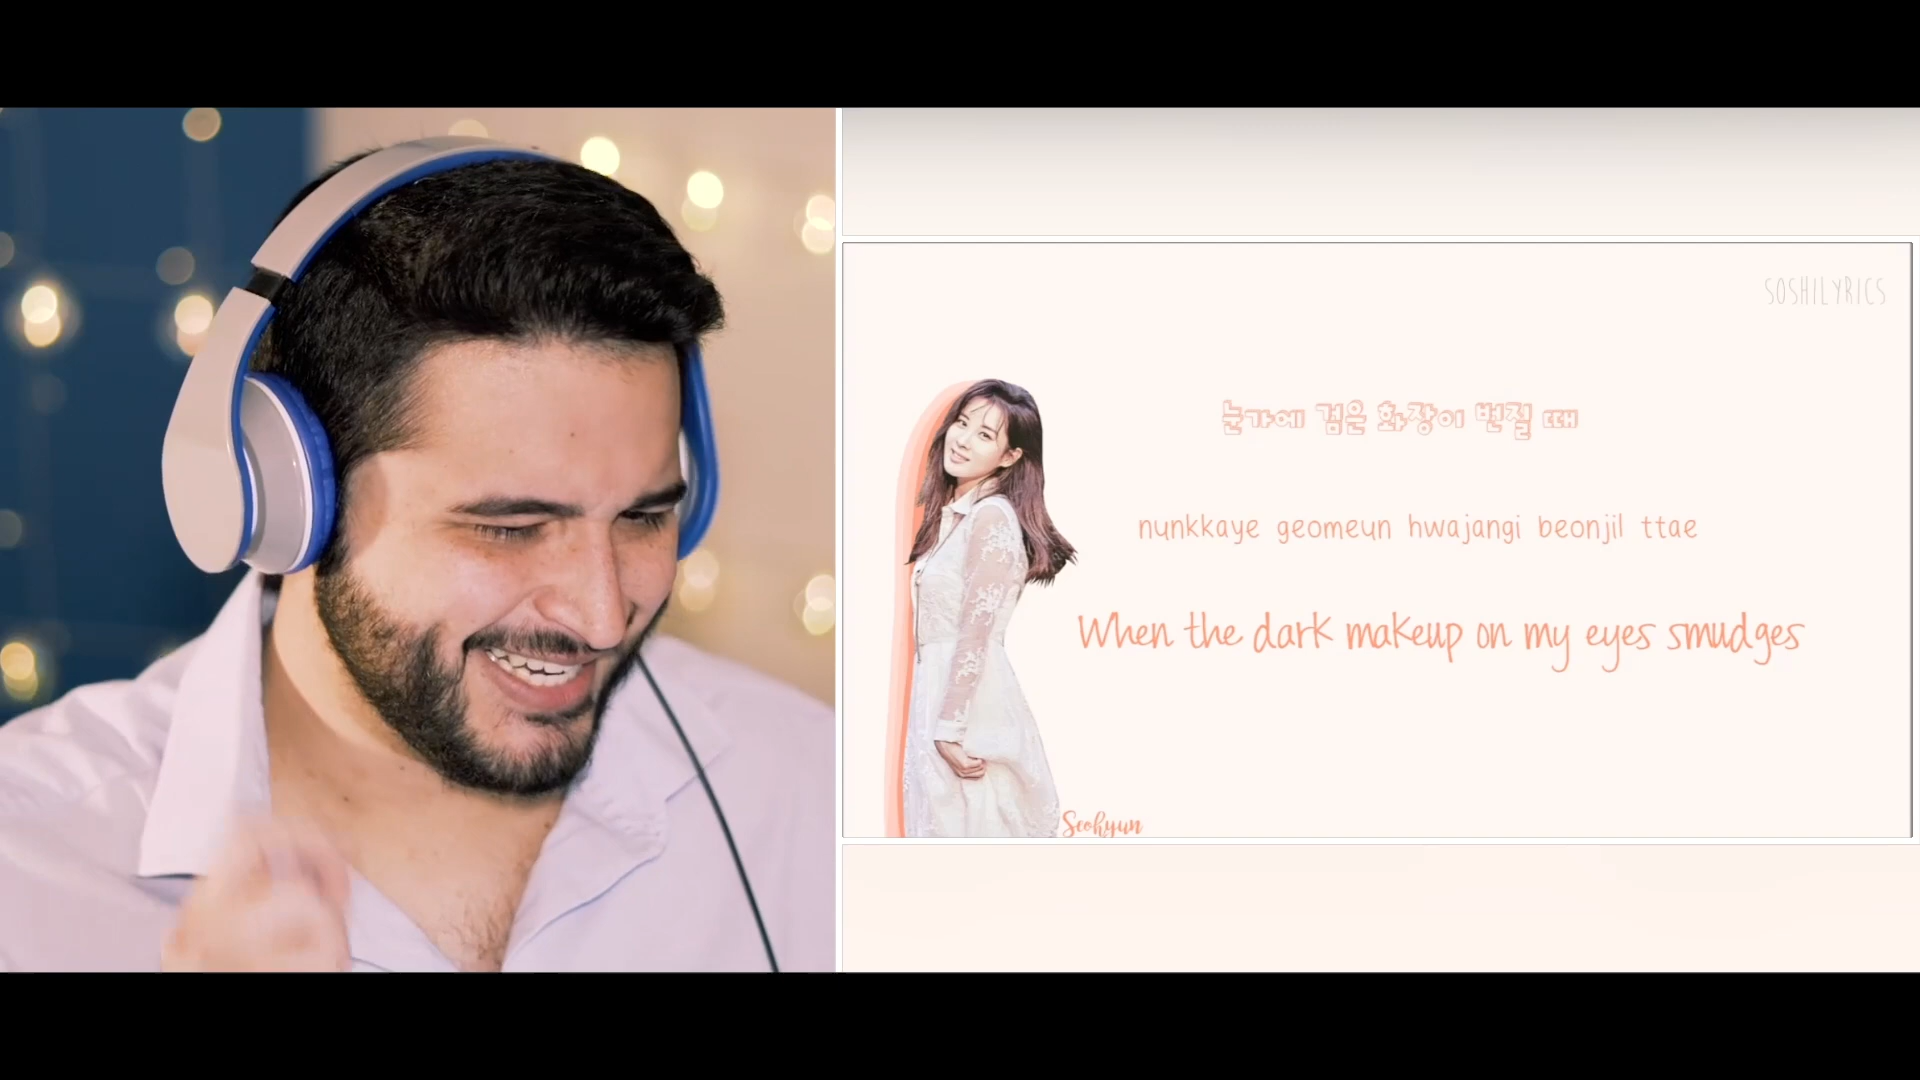 SOSHILYRICS
눈가에 검은 화장이 번질 때
nunkkaye geomeun hwajangi beonjil ttae
When the dark makeup on my eyes smudges
Seohyun